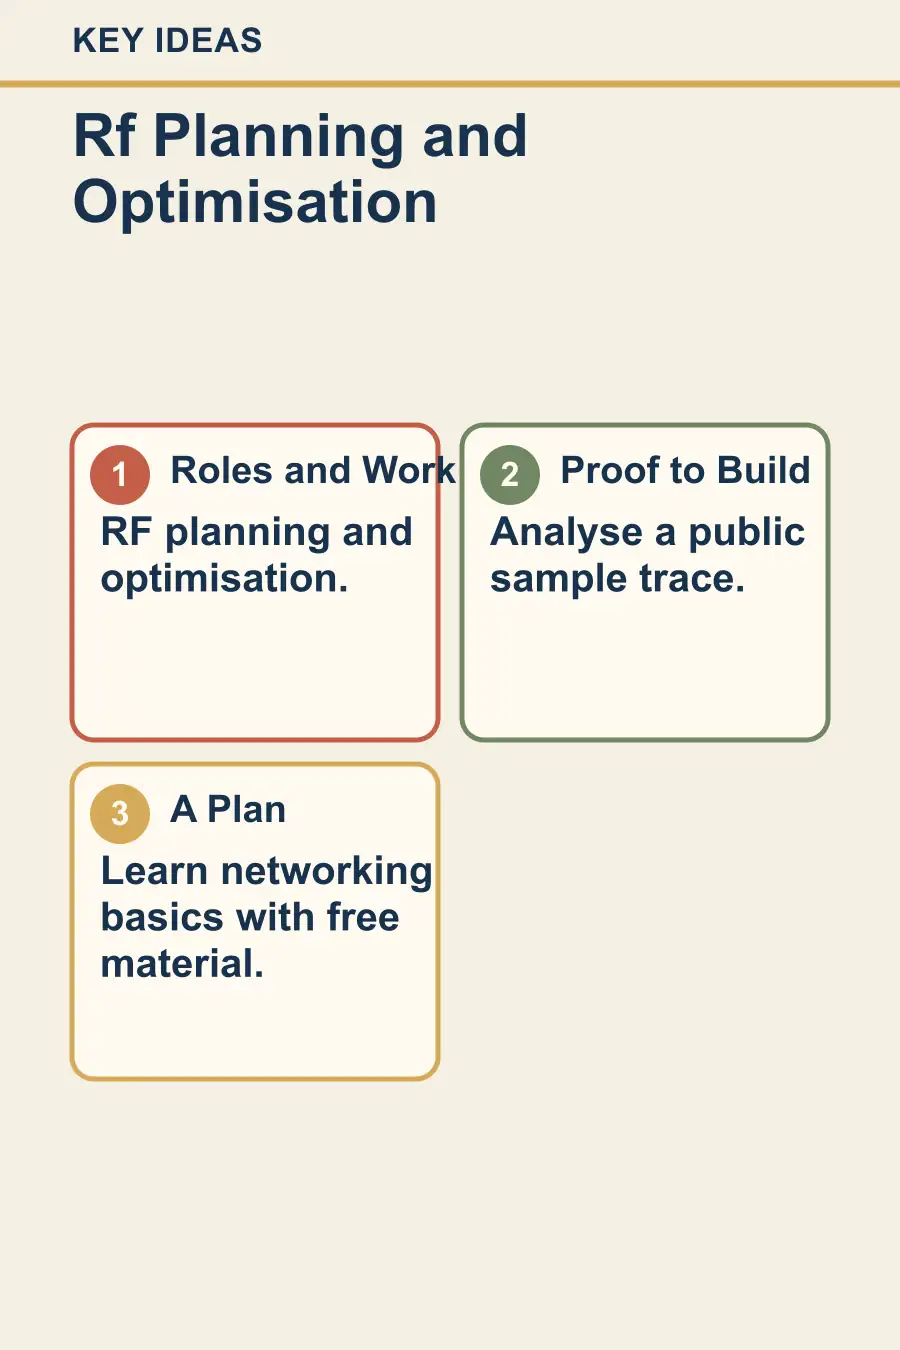 KEY IDEAS
Rf Planning and
Optimisation
1 Roles and Work
RF planning and
optimisation.
2 Proof to Build
Analyse a public
sample trace.
3 A Plan
Learn networking
basics with free
material.